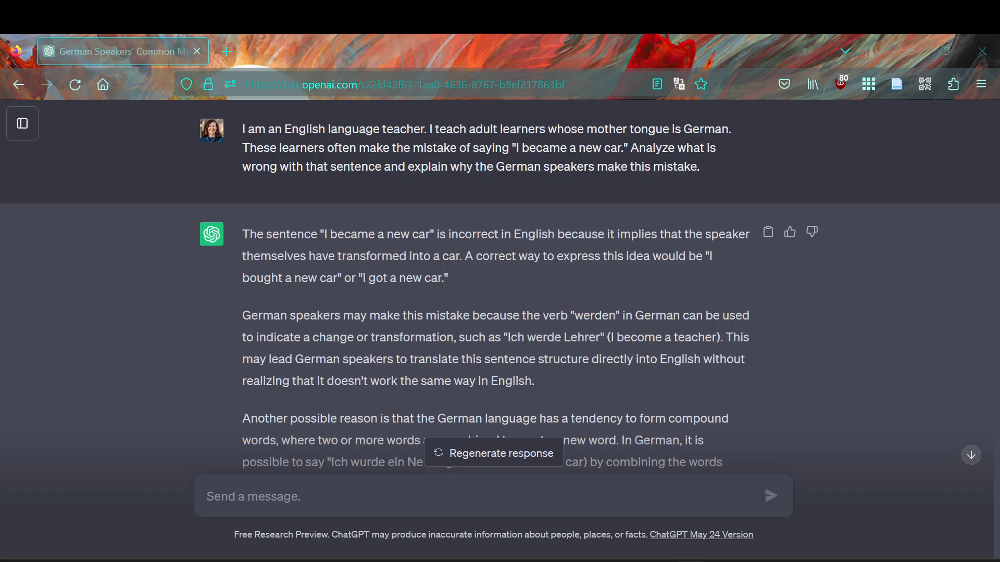 German Speakers' Common Mi
https://chat.openai.com/c/2fd42f67-1aa0-4636-8767-b9ef217863bf
80
I am an English language teacher. I teach adult learners whose mother tongue is German.
These learners often make the mistake of saying "I became a new car." Analyze what is
wrong with that sentence and explain why the German speakers make this mistake.
The sentence "I became a new car" is incorrect in English because it implies that the speaker
themselves have transformed into a car. A correct way to express this idea would be "I
bought a new car" or "I got a new car."
German speakers may make this mistake because the verb "werden" in German can be used
to indicate a change or transformation, such as "Ich werde Lehrer" (I become a teacher). This
may lead German speakers to translate this sentence structure directly into English without
realizing that it doesn't work the same way in English.
Another possible reason is that the German language has a tendency to form compound
words, where two or more words new word. In German, it is
possible to say "Ich wurde ein Ne car) by combining the words
Regenerate response
Send a message.
Free Research Preview. ChatGPT may produce inaccurate information about people, places, or facts. ChatGPT May 24 Version